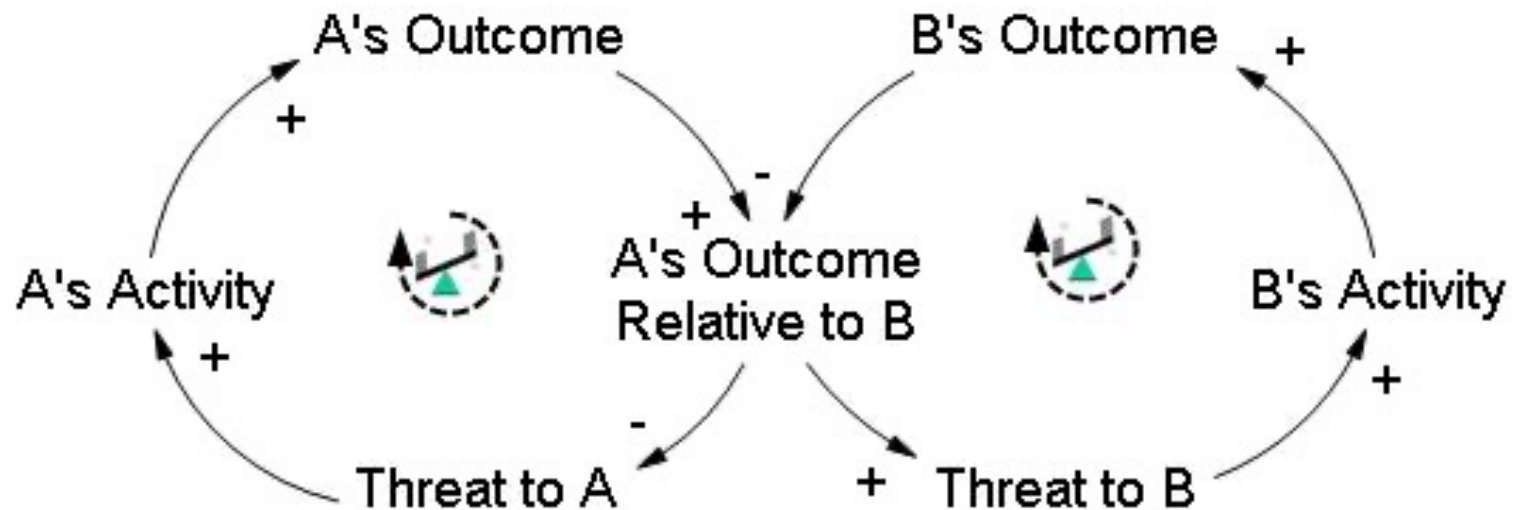 A's Outcome
B's Outcome
+
+
-
+
A's Outcome
Relative to B
A's Activity
B's Activity
+
+
-
+
Threat to A
Threat to B